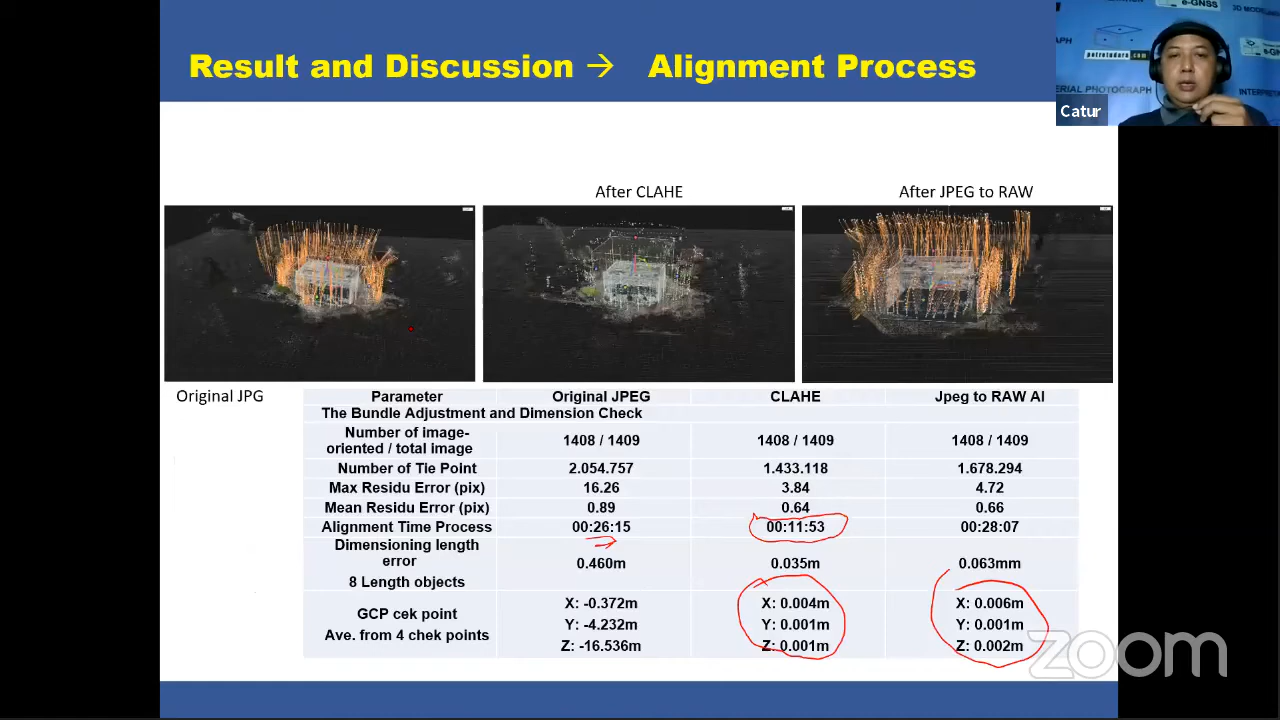 Result and Discussion → Alignment Process
e-GNSS
3D MODEL
Catur
After CLAHE
After JPEG to RAW
Original JPG
Parameter Original JPEG CLAHE Jpeg to RAW AI
The Bundle Adjustment and Dimension Check
Number of image-
oriented / total image 1408 / 1409 1408 / 1409 1408 / 1409
Number of Tie Point 2.054.757 1.433.118 1.678.294
Max Residu Error (pix) 16.26 3.84 4.72
Mean Residu Error (pix) 0.89 0.64 0.66
Alignment Time Process 00:26:15 00:11:53 00:28:07
Dimensioning length
error
8 Length objects 0.460m 0.035m 0.063mm
GCP cek point
Ave. from 4 chek points
X: -0.372m X: 0.004m X: 0.006m
Y: -4.232m Y: 0.001m Y: 0.001m
Z: -16.536m Z: 0.001m Z: 0.002m
zoom